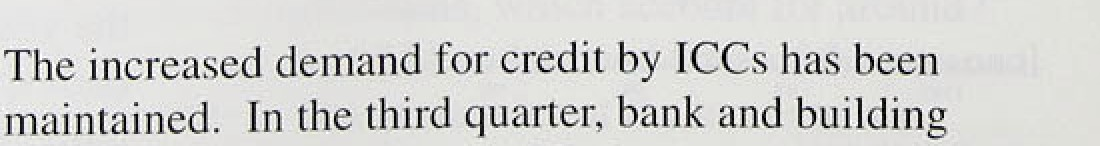 The increased demand for credit by ICCs has been
maintained.  In the third quarter, bank and building